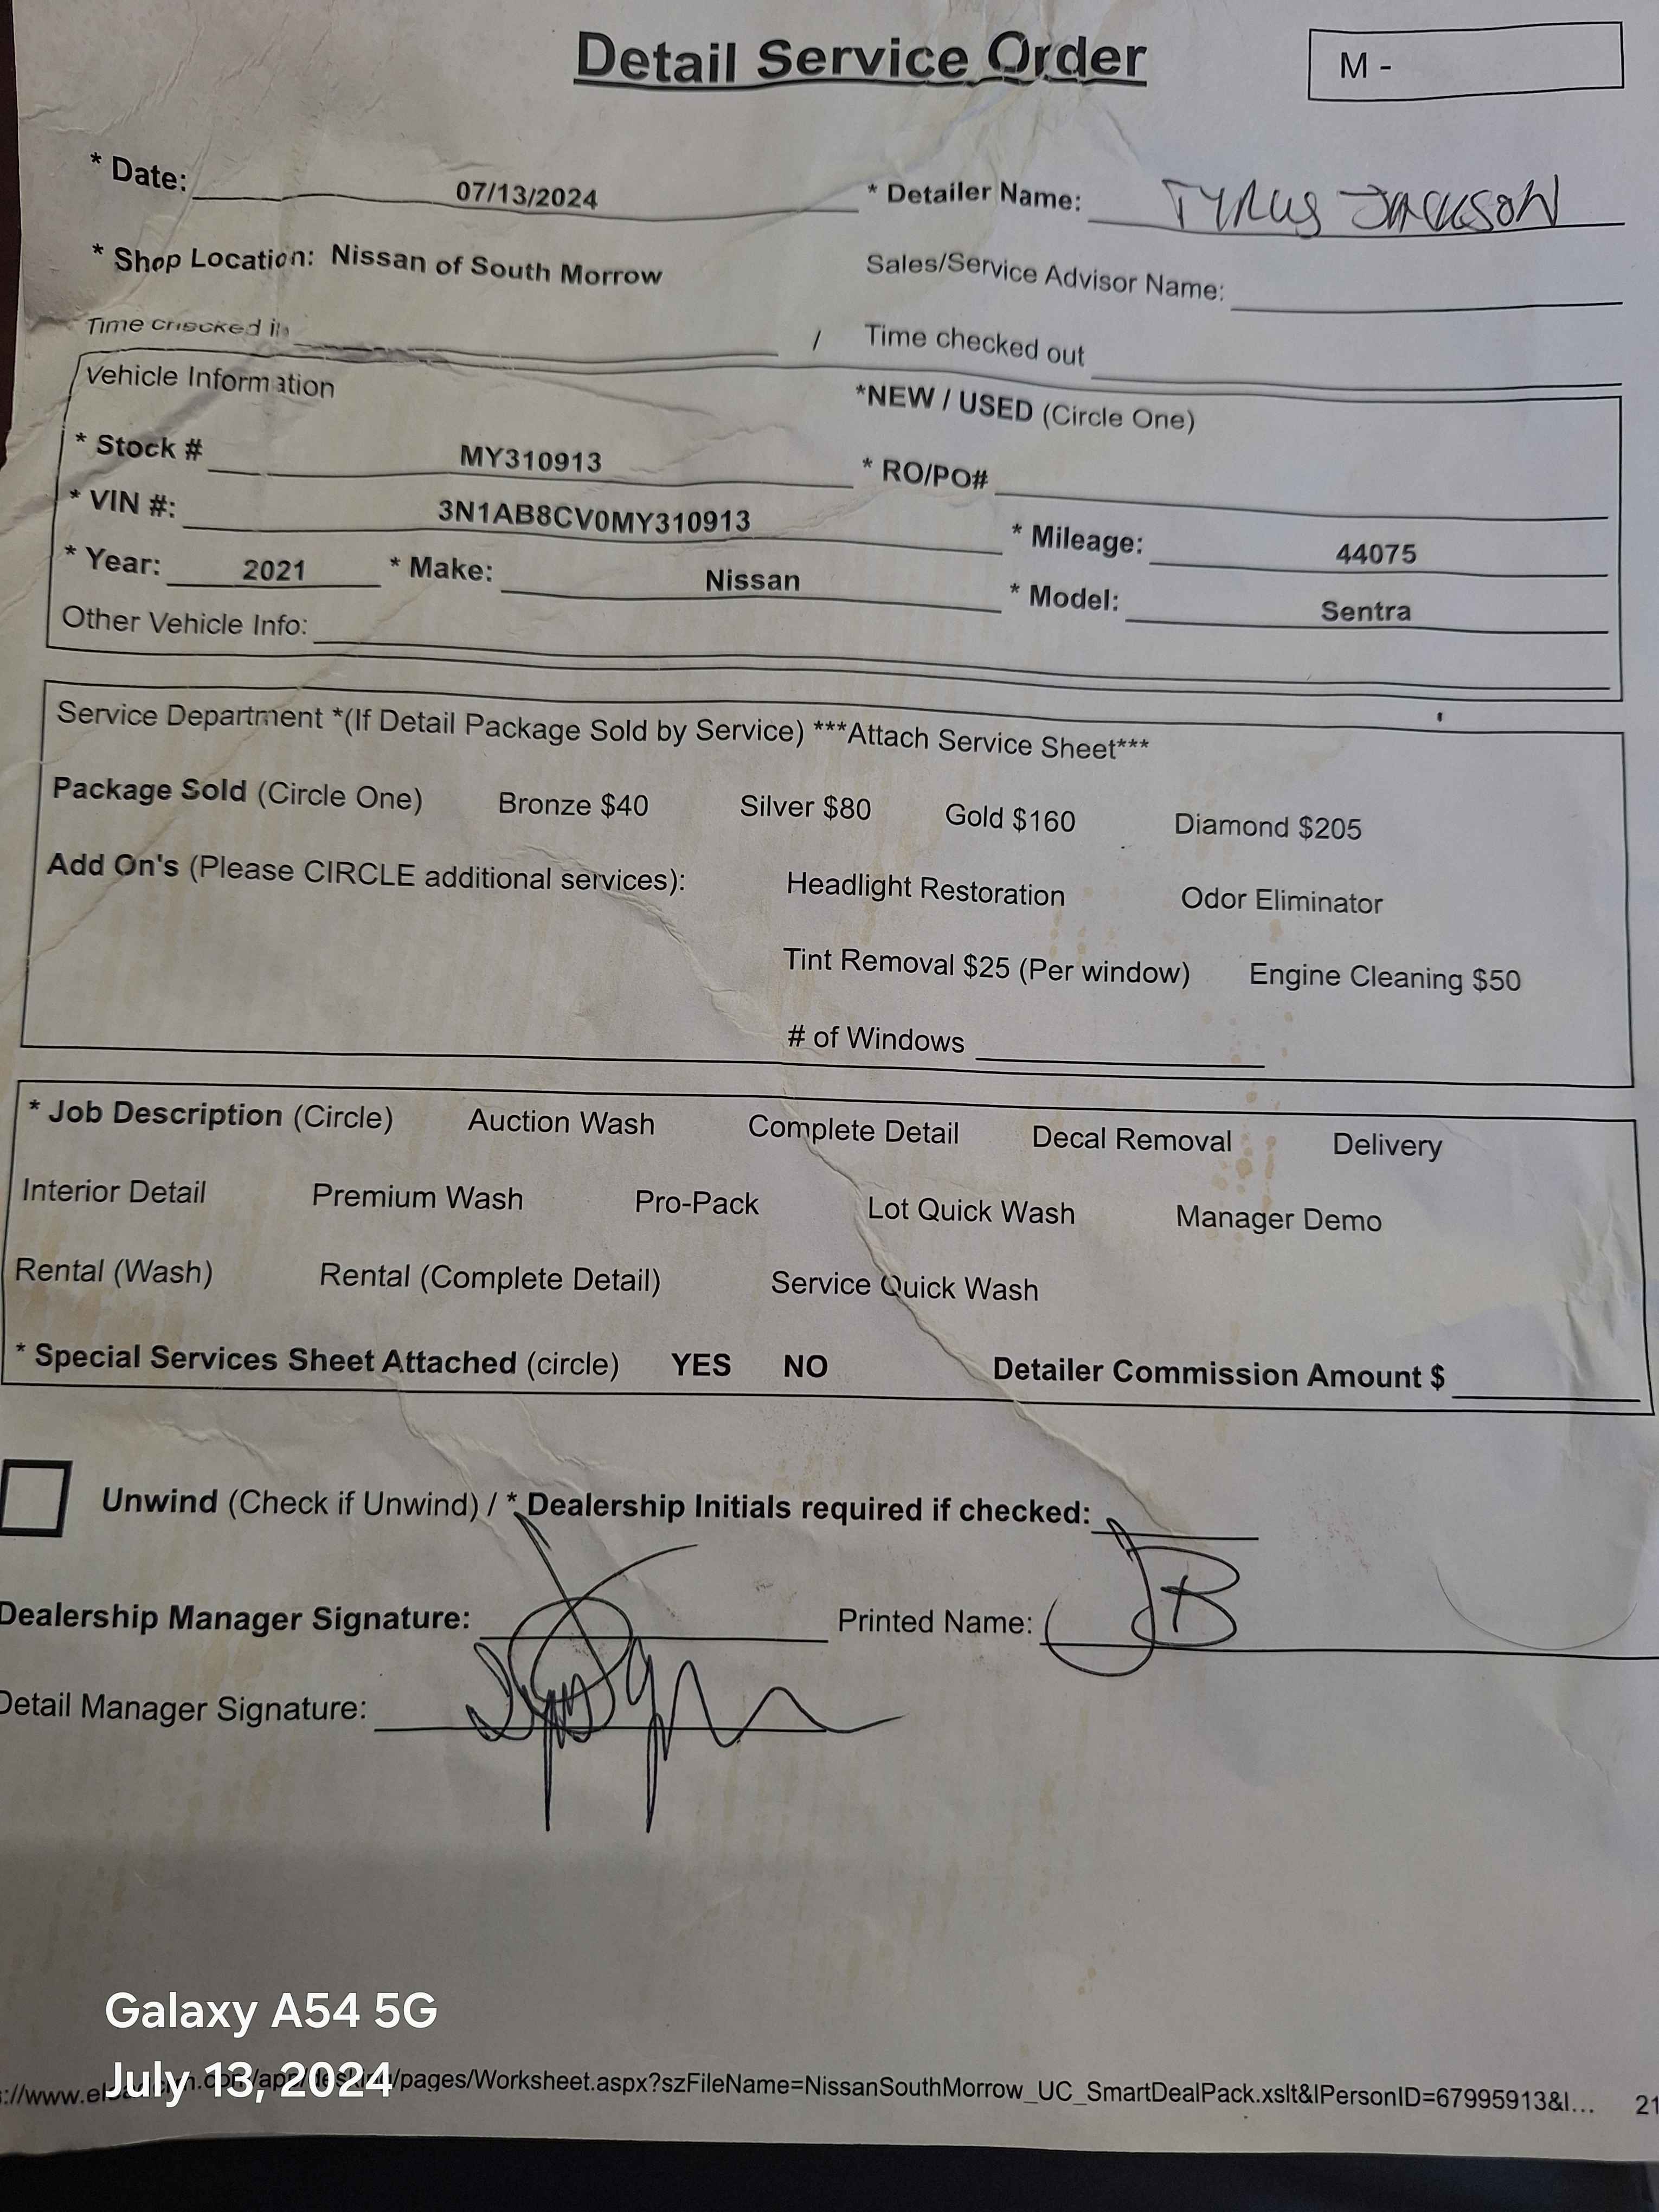 Detail Service Order
M -
* Date: 07/13/2024 * Detailer Name: TYRUS JACKSON
* Shop Location: Nissan of South Morrow Sales/Service Advisor Name:
Time checked in / Time checked out
Vehicle Information *NEW / USED (Circle One)
* Stock # MY310913 * RO/PO#
* VIN #: 3N1AB8CV0MY310913 * Mileage: 44075
* Year: 2021 * Make: Nissan * Model: Sentra
Other Vehicle Info:
Service Department *(If Detail Package Sold by Service) ***Attach Service Sheet***
Package Sold (Circle One) Bronze $40 Silver $80 Gold $160 Diamond $205
Add On's (Please CIRCLE additional services): Headlight Restoration Odor Eliminator
Tint Removal $25 (Per window) Engine Cleaning $50
# of Windows
* Job Description (Circle) Auction Wash Complete Detail Decal Removal Delivery
Interior Detail Premium Wash Pro-Pack Lot Quick Wash Manager Demo
Rental (Wash) Rental (Complete Detail) Service Quick Wash
* Special Services Sheet Attached (circle) YES NO Detailer Commission Amount $
Unwind (Check if Unwind) / * Dealership Initials required if checked:
Dealership Manager Signature: Printed Name: JB
Detail Manager Signature:
Galaxy A54 5G
July 13, 2024
/pages/Worksheet.aspx?szFileName=NissanSouthMorrow_UC_SmartDealPack.xslt&lPersonID=67995913&l... 21